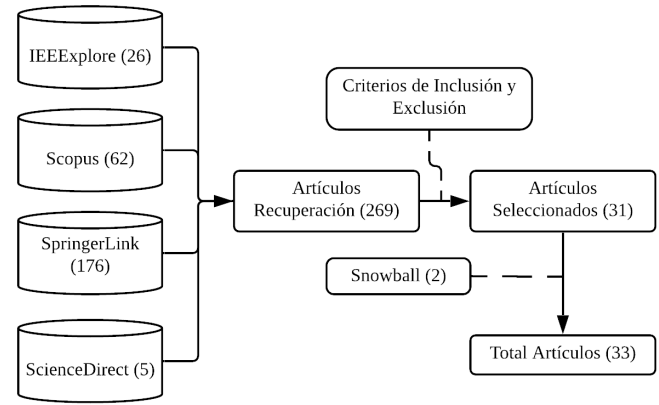 IEEExplore (26)
Scopus (62)
SpringerLink
(176)
ScienceDirect (5)
Artículos
Recuperación (269)
Criterios de Inclusión y
Exclusión
Artículos
Seleccionados (31)
Snowball (2)
Total Artículos (33)